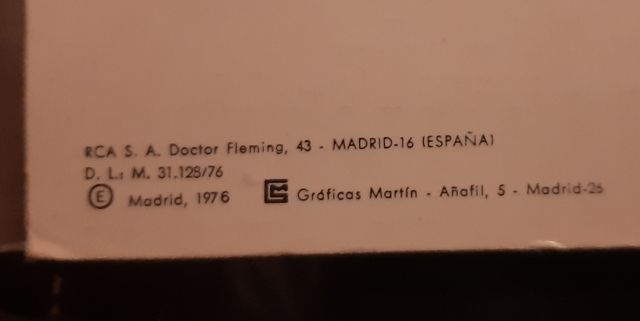 RCA S. A. Doctor Fleming, 43 - MADRID-16 (ESPAÑA)
D. L.: M. 31.128/76
Ⓔ Madrid, 1976 Gráficas Martín - Añafil, 5 - Madrid-26